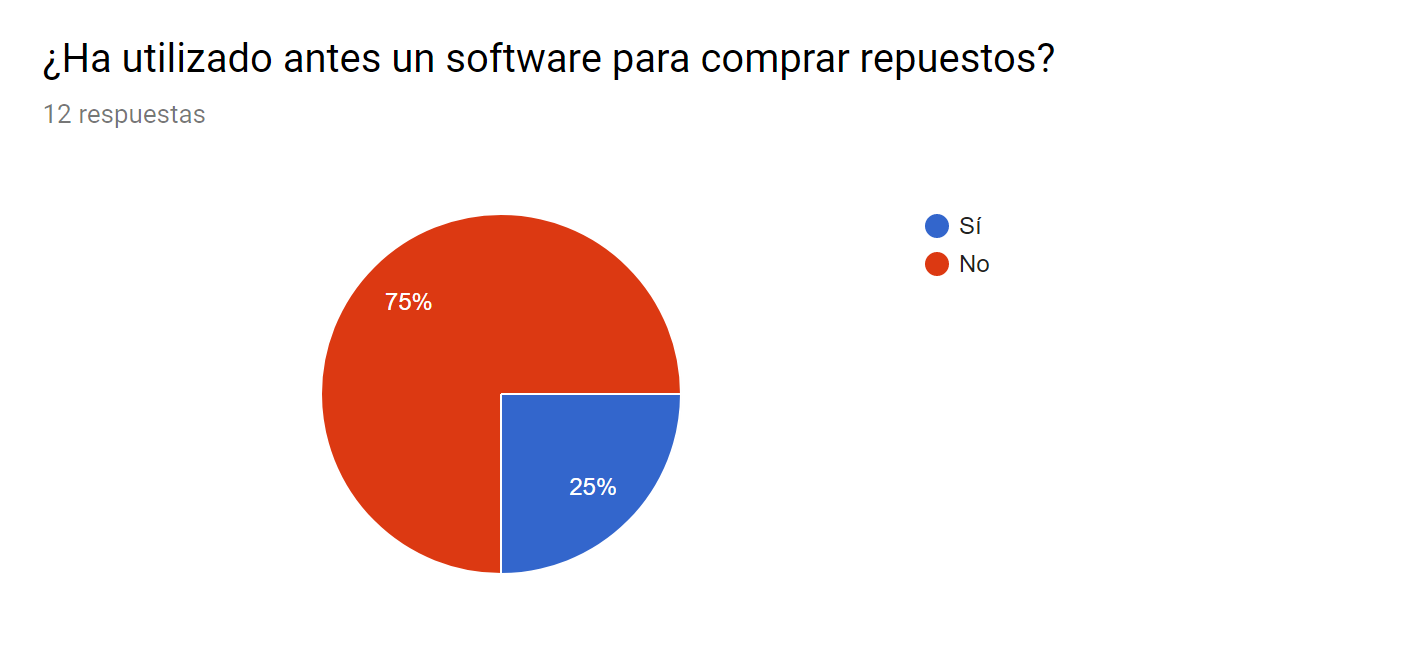 ¿Ha utilizado antes un software para comprar repuestos?
12 respuestas
Sí
No
75%
25%